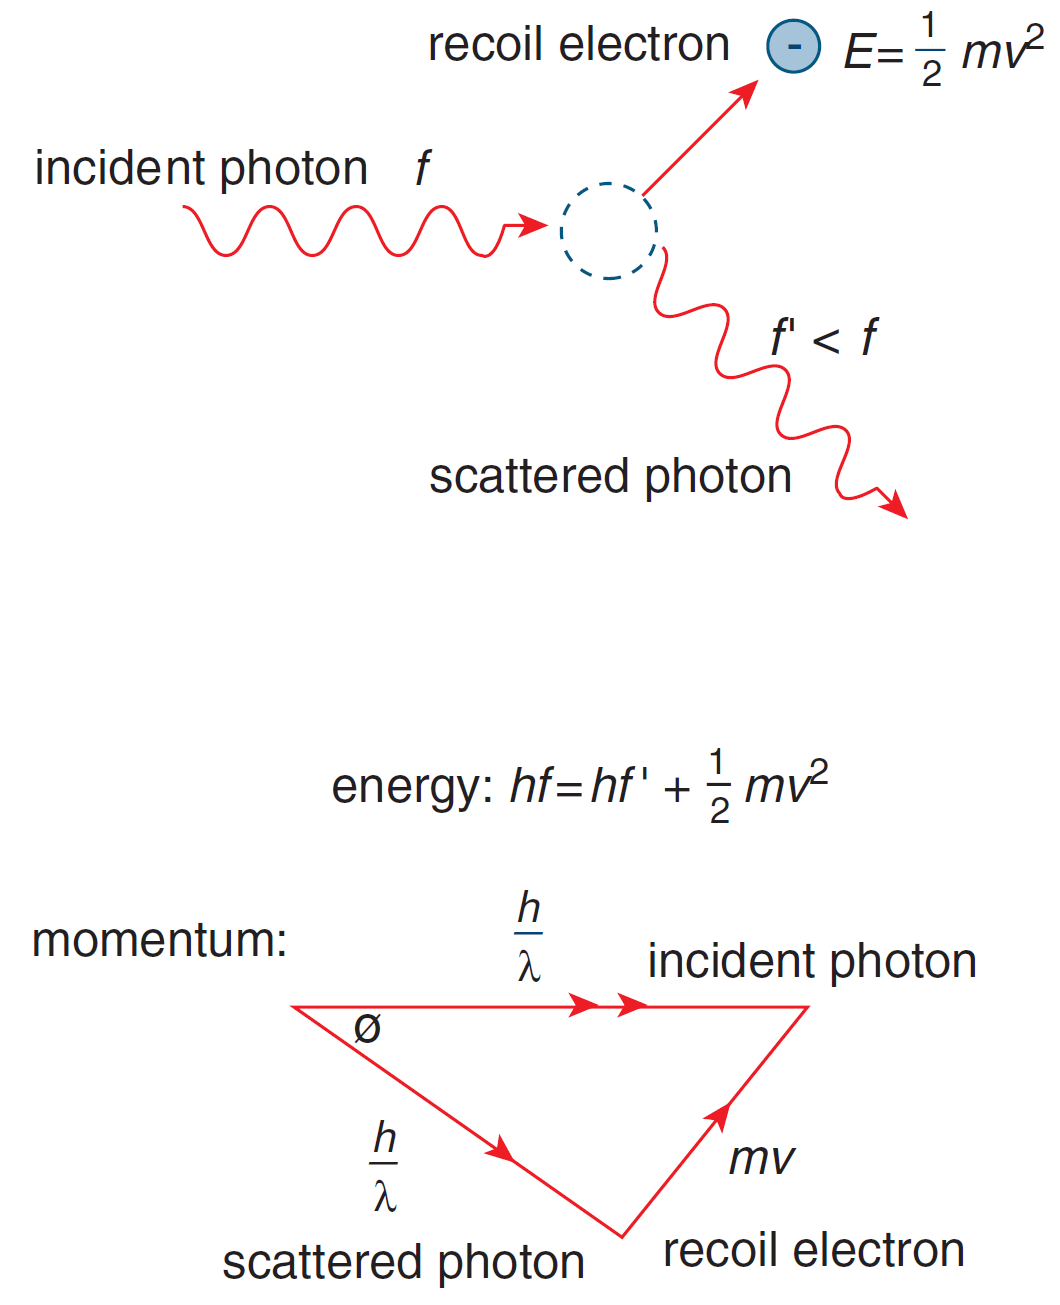 recoil electron - E = 1/2 mv²
incident photon f
f' < f
scattered photon
energy: hf = hf' + 1/2 mv²
momentum:
h/λ
incident photon
ø
h/λ
mv
scattered photon
recoil electron